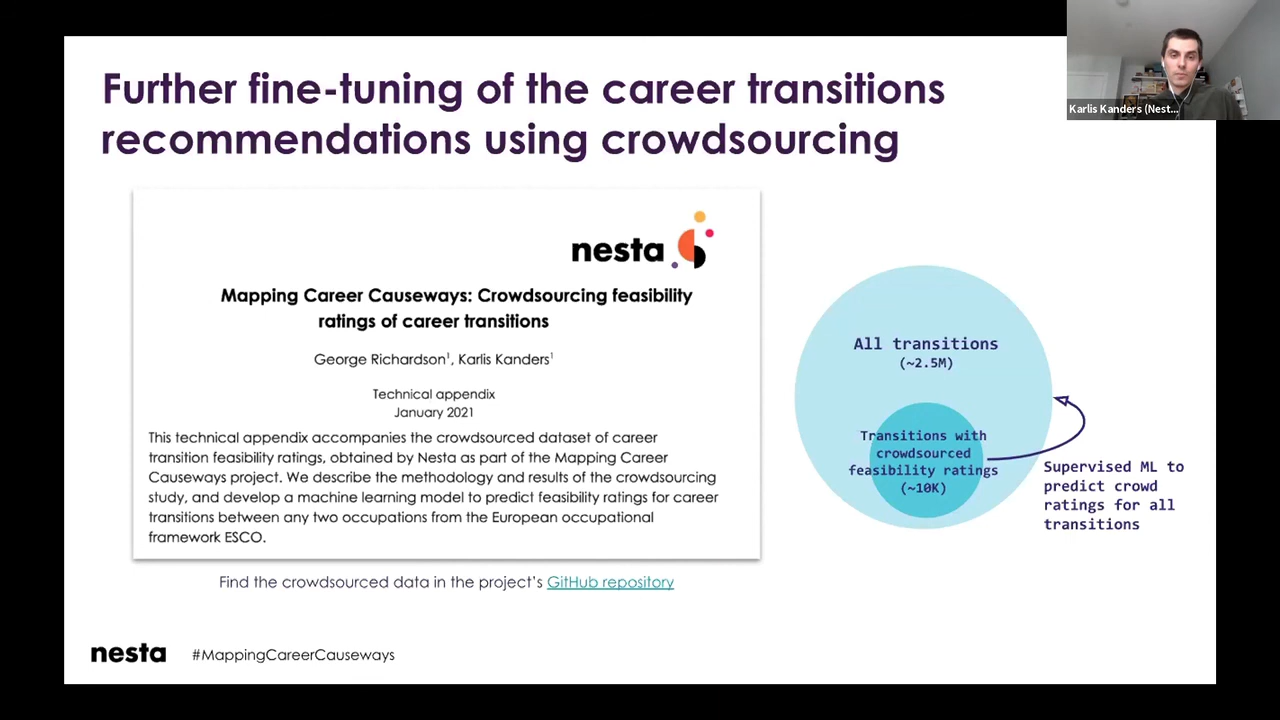 Further fine-tuning of the career transitions
recommendations using crowdsourcing
Karlis Kanders (Nest...
nesta
Mapping Career Causeways: Crowdsourcing feasibility
ratings of career transitions
George Richardson¹, Karlis Kanders¹
Technical appendix
January 2021
This technical appendix accompanies the crowdsourced dataset of career
transition feasibility ratings, obtained by Nesta as part of the Mapping Career
Causeways project. We describe the methodology and results of the crowdsourcing
study, and develop a machine learning model to predict feasibility ratings for career
transitions between any two occupations from the European occupational
framework ESCO.
Find the crowdsourced data in the project's GitHub repository
All transitions
(~2.5M)
Transitions with
crowdsourced
feasibility ratings
(~10K)
Supervised ML to
predict crowd
ratings for all
transitions
nesta #MappingCareerCauseways